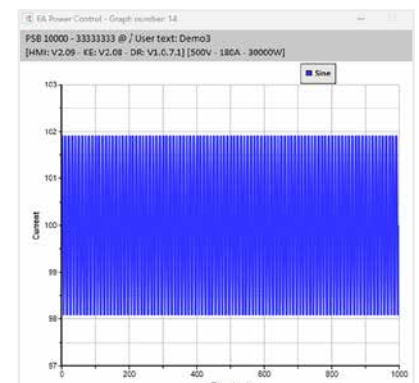 EA Power Control - Graph number: 14
PSB 10000 - 33333333 @ / User text: Demo3
[HMI: V2.09 - KE: V2.08 - DR: V1.0.7.1] [500V - 180A - 30000W]
Sine
103
102
101
100
99
98
97
Current
0 200 400 600 800 1000